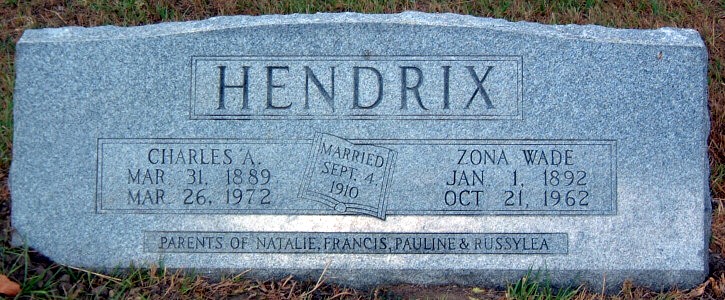 HENDRIX
CHARLES A.
MAR. 31, 1889
MAR. 26, 1972
MARRIED
SEPT. 4,
1910
ZONA WADE
JAN. 1, 1892
OCT 21, 1962
PARENTS OF NATALIE, FRANCIS, PAULINE & RUSSYLEA